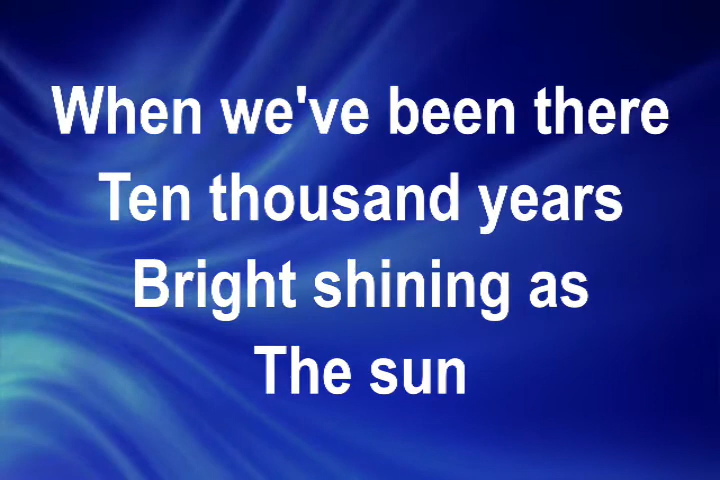 When we've been there
Ten thousand years
Bright shining as
The sun